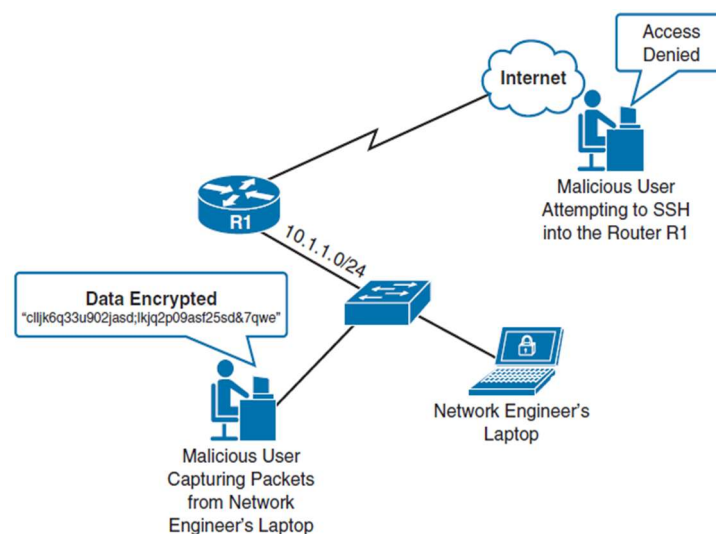 Access
Denied
Internet
Malicious User
Attempting to SSH
into the Router R1
R1
10.1.1.0/24
Data Encrypted
“clljk6q33u902jasd;lkjq2p09asf25sd&7qwe”
Network Engineer’s
Laptop
Malicious User
Capturing Packets
from Network
Engineer’s Laptop